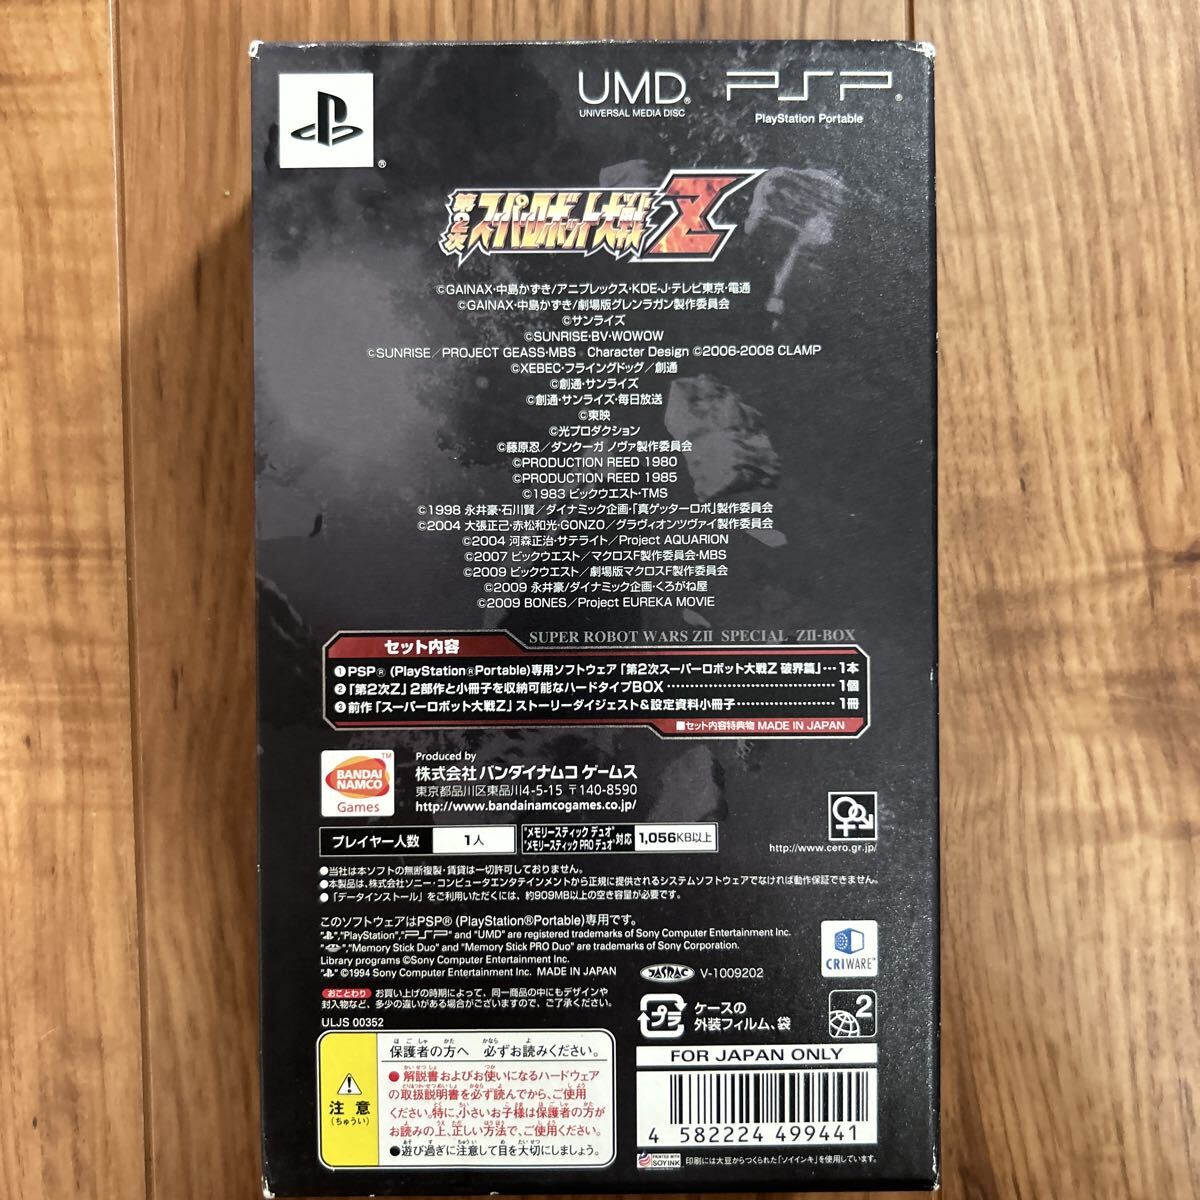 UMD® PSP®
UNIVERSAL MEDIA DISC PlayStation Portable
®
第2次スーパーロボット大戦Z
©GAINAX・中島かずき/アニプレックス・KDE-J・テレビ東京・電通
©GAINAX・中島かずき/劇場版グレンラガン製作委員会
©サンライズ
©SUNRISE・BV・WOWOW
©SUNRISE／PROJECT GEASS・MBS Character Design ©2006-2008 CLAMP
©XEBEC・フライングドッグ／創通
©創通・サンライズ
©創通・サンライズ・毎日放送
©東映
©光プロダクション
©藤原忍／ダンクーガ ノヴァ製作委員会
©PRODUCTION REED 1980
©PRODUCTION REED 1985
©1983 ビックウエスト・TMS
©1998 永井豪・石川賢／ダイナミック企画・「真ゲッターロボ」製作委員会
©2004 大張正己・赤松和光・GONZO／グラヴィオンツヴァイ製作委員会
©2004 河森正治・サテライト／Project AQUARION
©2007 ビックウエスト／マクロスF製作委員会・MBS
©2009 ビックウエスト／劇場版マクロスF製作委員会
©2009 永井豪/ダイナミック企画・くろがね屋
©2009 BONES／Project EUREKA MOVIE
SUPER ROBOT WARS ZII SPECIAL ZII-BOX
セット内容
❶PSP®(PlayStation®Portable)専用ソフトウェア「第2次スーパーロボット大戦Z 破界篇」…1本
❷「第2次Z」2部作と小冊子を収納可能なハードタイプBOX…1個
❸前作「スーパーロボット大戦Z」ストーリーダイジェスト&設定資料小冊子…1冊
■セット内容特典物 MADE IN JAPAN
BANDAI NAMCO Games ™
Produced by
株式会社 バンダイナムコ ゲームス
東京都品川区東品川4-5-15 〒140-8590
http://www.bandainamcogames.co.jp/
プレイヤー人数 1人 "メモリースティック デュオ" "メモリースティック PRO デュオ" 対応 1,056KB以上
http://www.cero.gr.jp/
●当社は本ソフトの無断複製・賃貸は一切許可しておりません。
●本製品は、株式会社ソニー・コンピュータエンタテインメントから正規に提供されるシステムソフトウェアでなければ動作保証できません。
●「データインストール」をご利用いただくには、約909MB以上の空き容量が必要です。
このソフトウェアはPSP®(PlayStation®Portable)専用です。
"","PlayStation","PSP" and "UMD" are registered trademarks of Sony Computer Entertainment Inc.
"","Memory Stick Duo" and "Memory Stick PRO Duo" are trademarks of Sony Corporation.
Library programs ©Sony Computer Entertainment Inc.
"" ©1994 Sony Computer Entertainment Inc. MADE IN JAPAN
JASRAC V-1009202
CRIWARE™
おことわり お買い上げの時期によって、同一商品の中にもデザインや
封入物など、多少の違いがある場合がございますので、ご了承ください。
ULJS 00352
プラ ケースの
外装フィルム、袋
2
保護者の方へ 必ずお読みください。
注意
(ちゅうい)
●解説書およびお使いになるハードウェア
の取扱説明書を必ず読んでから、ご使用
ください。特に、小さいお子様は保護者の方が
お読みの上、正しい方法で、ご使用ください。
●遊び過ぎに注意して目を大切にしましょう。
FOR JAPAN ONLY
4 582224 499441
PRINTED WITH SOY INK 印刷には大豆からつくられた「ソイインキ」を使用しています。